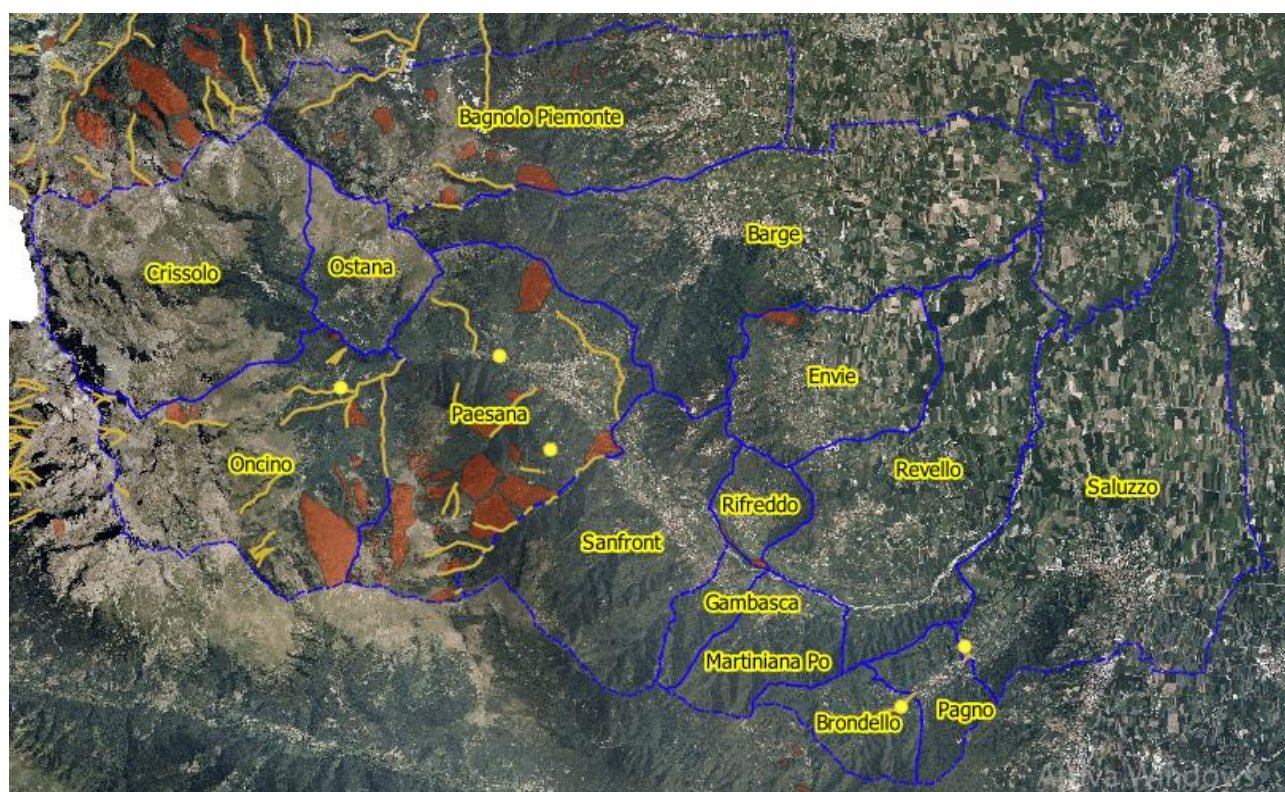 Bagnolo Piemonte
Barge
Crissolo
Ostana
Envie
Paesana
Oncino
Revello
Saluzzo
Rifreddo
Sanfront
Gambasca
Martiniana Po
Brondello
Pagno
Attiva Windows